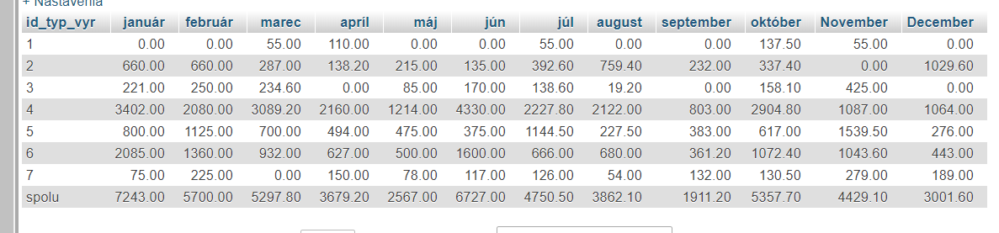 + Nastavenia
id_typ_vyr január február marec apríl máj jún júl august september október November December
1 0.00 0.00 55.00 110.00 0.00 0.00 55.00 0.00 0.00 137.50 55.00 0.00
2 660.00 660.00 287.00 138.20 215.00 135.00 392.60 759.40 232.00 337.40 0.00 1029.60
3 221.00 250.00 234.60 0.00 85.00 170.00 138.60 19.20 0.00 158.10 425.00 0.00
4 3402.00 2080.00 3089.20 2160.00 1214.00 4330.00 2227.80 2122.00 803.00 2904.80 1087.00 1064.00
5 800.00 1125.00 700.00 494.00 475.00 375.00 1144.50 227.50 383.00 617.00 1539.50 276.00
6 2085.00 1360.00 932.00 627.00 500.00 1600.00 666.00 680.00 361.20 1072.40 1043.60 443.00
7 75.00 225.00 0.00 150.00 78.00 117.00 126.00 54.00 132.00 130.50 279.00 189.00
spolu 7243.00 5700.00 5297.80 3679.20 2567.00 6727.00 4750.50 3862.10 1911.20 5357.70 4429.10 3001.60